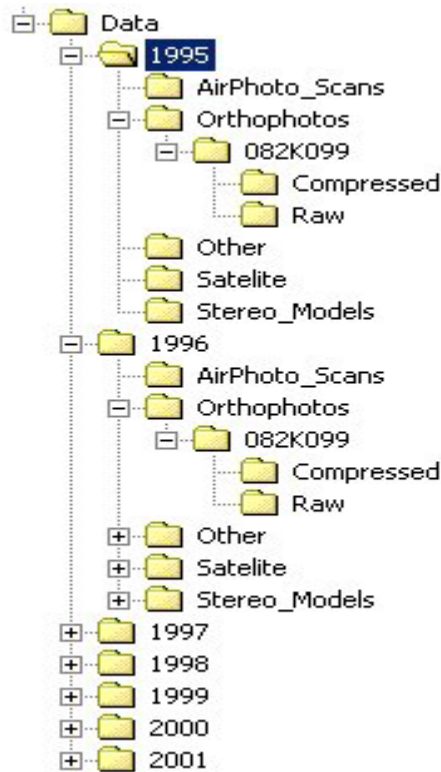 Data
1995
AirPhoto_Scans
Orthophotos
082K099
Compressed
Raw
Other
Satelite
Stereo_Models
1996
AirPhoto_Scans
Orthophotos
082K099
Compressed
Raw
Other
Satelite
Stereo_Models
1997
1998
1999
2000
2001